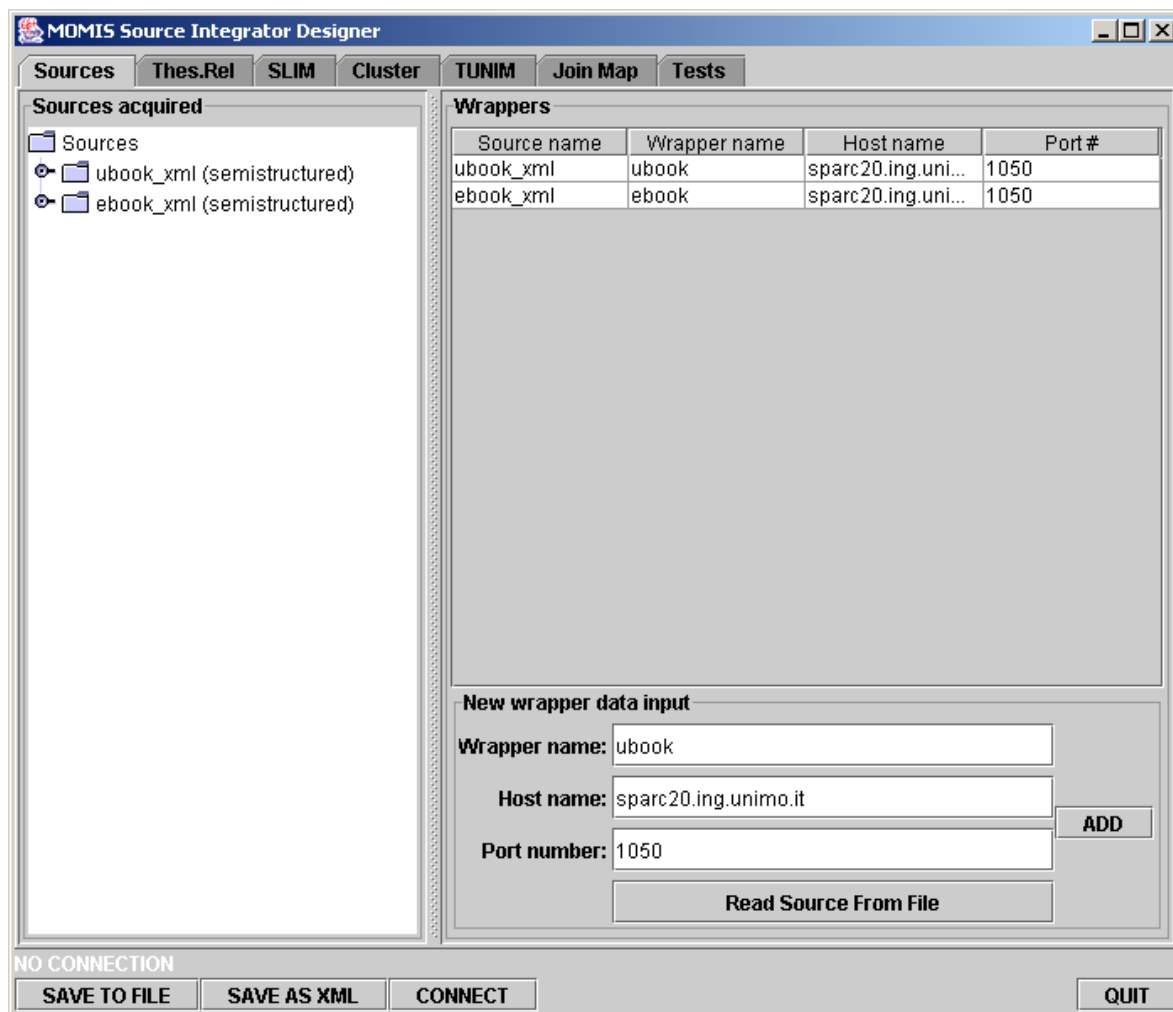 MOMIS Source Integrator Designer
Sources Thes.Rel SLIM Cluster TUNIM Join Map Tests
Sources acquired
Sources
ubook_xml (semistructured)
ebook_xml (semistructured)
Wrappers
Source name Wrapper name Host name Port #
ubook_xml ubook sparc20.ing.uni... 1050
ebook_xml ebook sparc20.ing.uni... 1050
New wrapper data input
Wrapper name: ubook
Host name: sparc20.ing.unimo.it
ADD
Port number: 1050
Read Source From File
NO CONNECTION
SAVE TO FILE SAVE AS XML CONNECT QUIT